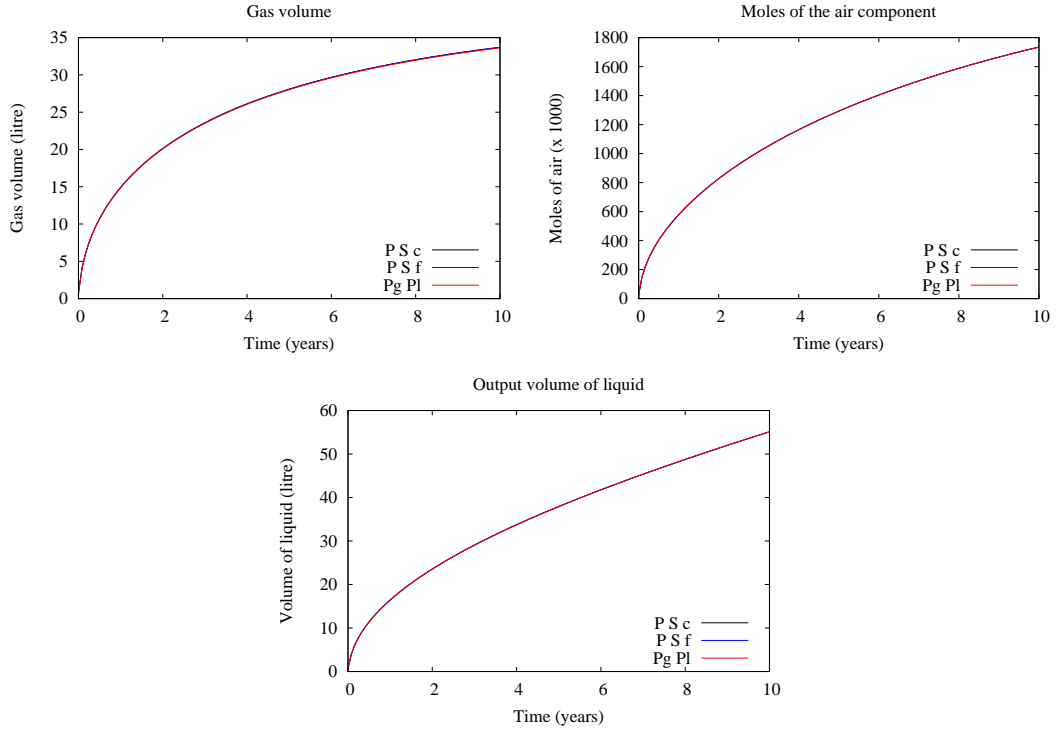 Gas volume
35
30
25
20
15
10
5
0
0 2 4 6 8 10
Gas volume (litre)
Time (years)
P S c
P S f
Pg Pl
Moles of the air component
1800
1600
1400
1200
1000
800
600
400
200
0
0 2 4 6 8 10
Moles of air (x 1000)
Time (years)
P S c
P S f
Pg Pl
Output volume of liquid
60
50
40
30
20
10
0
0 2 4 6 8 10
Volume of liquid (litre)
Time (years)
P S c
P S f
Pg Pl